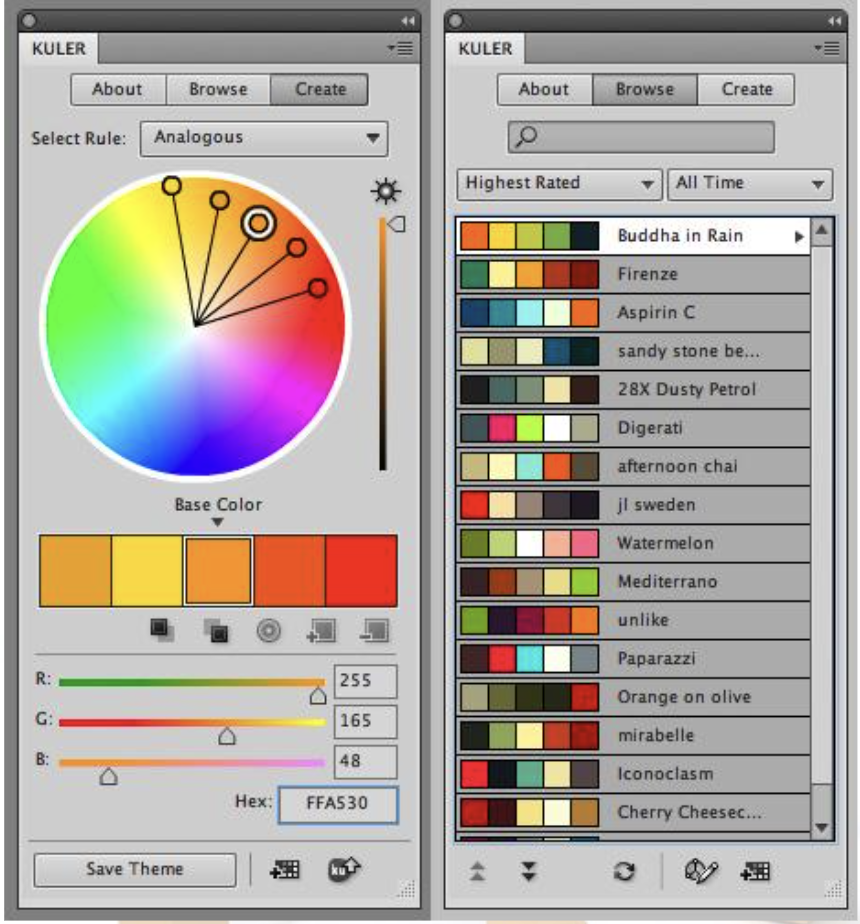 KULER
About Browse Create
Select Rule: Analogous
Base Color
R: 255
G: 165
B: 48
Hex: FFA530
Save Theme
KULER
About Browse Create
Highest Rated All Time
Buddha in Rain
Firenze
Aspirin C
sandy stone be...
28X Dusty Petrol
Digerati
afternoon chai
jl sweden
Watermelon
Mediterrano
unlike
Paparazzi
Orange on olive
mirabelle
Iconoclasm
Cherry Cheesec...